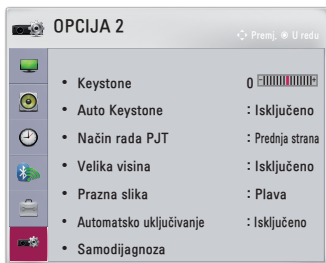 OPCIJA 2
Premj. U redu
• Keystone 0
• Auto Keystone : Isključeno
• Način rada PJT : Prednja strana
• Velika visina : Isključeno
• Prazna slika : Plava
• Automatsko uključivanje : Isključeno
• Samodijagnoza